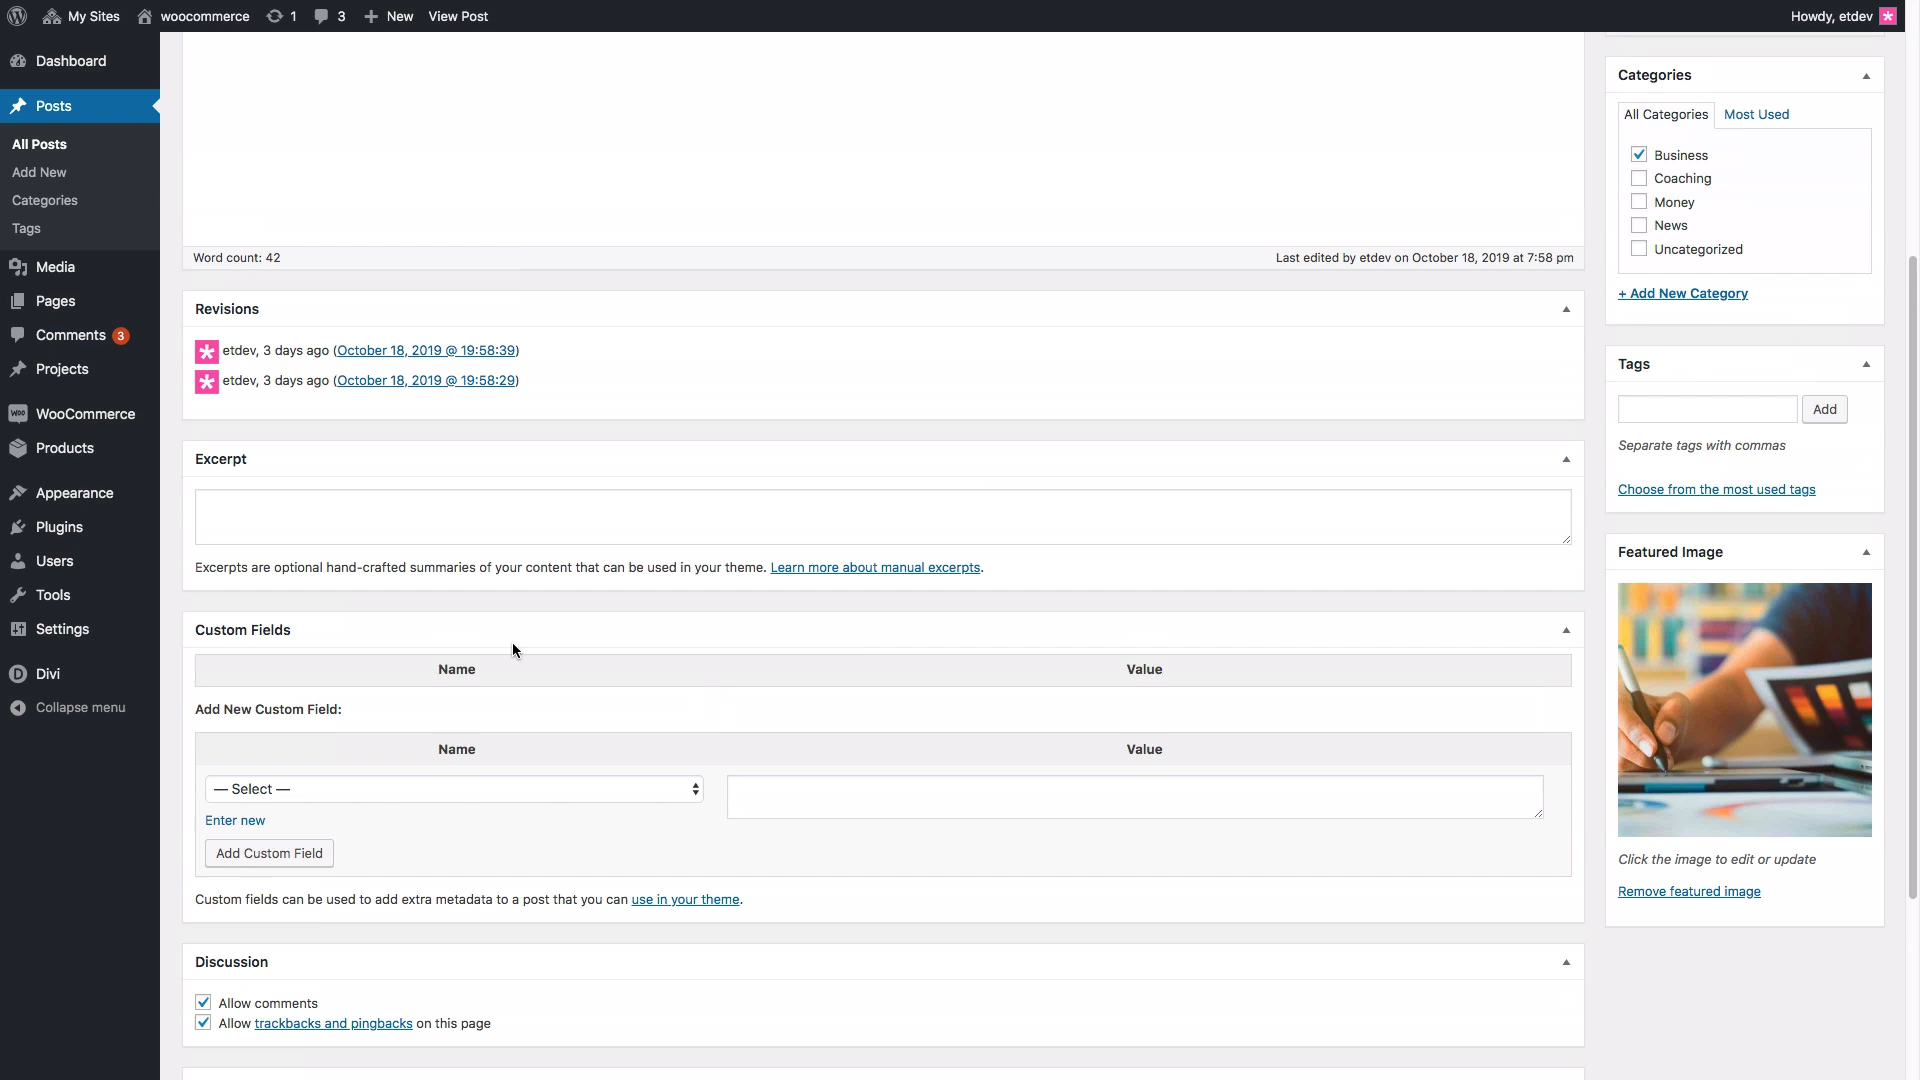 My Sites
woocommerce
1
3
New
View Post
Howdy, etdev
Dashboard
Posts
All Posts
Add New
Categories
Tags
Media
Pages
Comments 3
Projects
WooCommerce
Products
Appearance
Plugins
Users
Tools
Settings
Divi
Collapse menu
Word count: 42
Last edited by etdev on October 18, 2019 at 7:58 pm
Revisions
etdev, 3 days ago (October 18, 2019 @ 19:58:39)
etdev, 3 days ago (October 18, 2019 @ 19:58:29)
Excerpt
Excerpts are optional hand-crafted summaries of your content that can be used in your theme. Learn more about manual excerpts.
Custom Fields
Name
Value
Add New Custom Field:
Name
Value
— Select —
Enter new
Add Custom Field
Custom fields can be used to add extra metadata to a post that you can use in your theme.
Discussion
Allow comments
Allow trackbacks and pingbacks on this page
Categories
All Categories
Most Used
Business
Coaching
Money
News
Uncategorized
+ Add New Category
Tags
Add
Separate tags with commas
Choose from the most used tags
Featured Image
Click the image to edit or update
Remove featured image